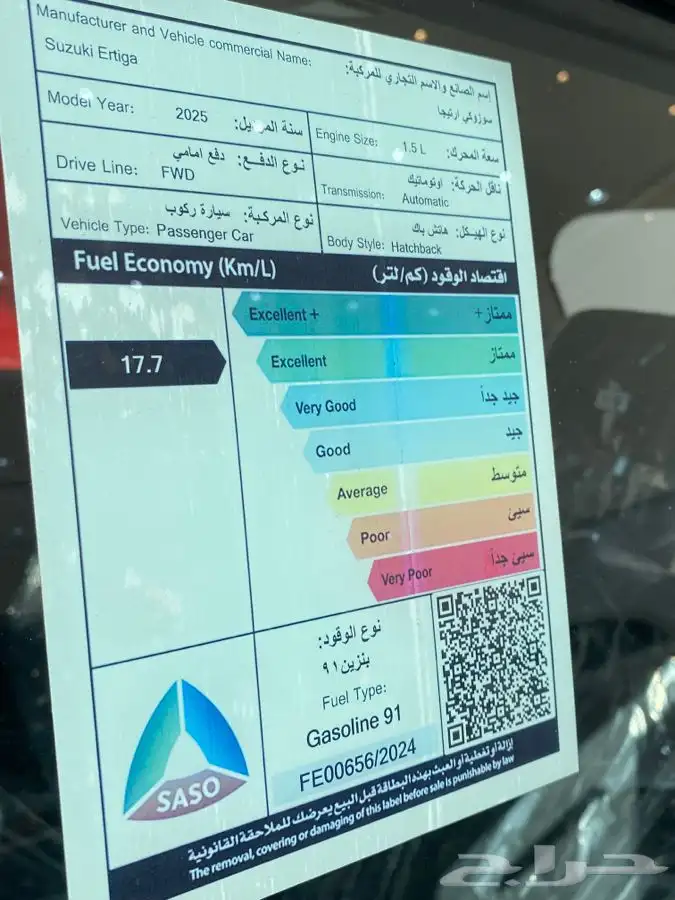 Manufacturer and Vehicle commercial Name:
إسم الصانع والاسم التجاري للمركبة:
Suzuki Ertiga
سوزوكي ارتيجا
Model Year: 2025 سنة الموديل:
Engine Size: 1.5 L سعة المحرك:
Drive Line: نوع الدفع: دفع امامي
FWD
Transmission: ناقل الحركة: اوتوماتيك
Automatic
Vehicle Type: نوع المركبة: سيارة ركوب
Passenger Car
Body Style: نوع الهيكل: هاتش باك
Hatchback
Fuel Economy (Km/L) اقتصاد الوقود (كم/لتر)
17.7
Excellent + ممتاز+
Excellent ممتاز
Very Good جيد جداً
Good جيد
Average متوسط
Poor سيئ
Very Poor سيئ جداً
نوع الوقود:
بنزين ٩١
Fuel Type:
Gasoline 91
FE00656/2024
SASO
إزالة أو تغطية أو العبث بهذه البطاقة قبل البيع يعرضك للملاحقة القانونية
The removal, covering or damaging of this label before sale is punishable by law
حراج